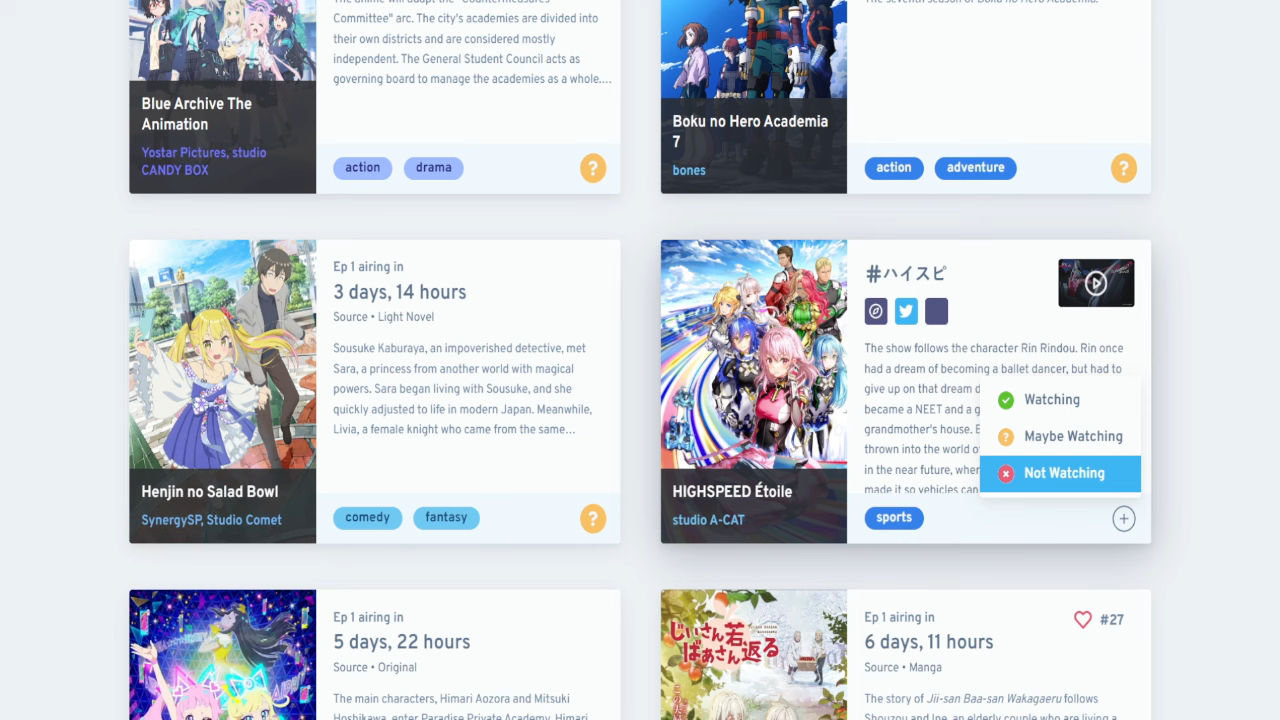 The anime will adapt the "Countermeasures
Committee" arc. The city's academies are divided into
their own districts and are considered mostly
independent. The General Student Council acts as
governing board to manage the academies as a whole....
Blue Archive The
Animation
Yostar Pictures, studio
CANDY BOX
action drama
?
The seventh season of Boku no Hero Academia.
Boku no Hero Academia
7
bones
action adventure
?
Ep 1 airing in
3 days, 14 hours
Source • Light Novel
Sousuke Kaburaya, an impoverished detective, met
Sara, a princess from another world with magical
powers. Sara began living with Sousuke, and she
quickly adjusted to life in modern Japan. Meanwhile,
Livia, a female knight who came from the same...
Henjin no Salad Bowl
SynergySP, Studio Comet
comedy fantasy
?
#ハイスピ
The show follows the character Rin Rindou. Rin once
had a dream of becoming a ballet dancer, but had to
give up on that dream d
became a NEET and a g
grandmother's house. E
thrown into the world o
in the near future, wher
made it so vehicles can
Watching
? Maybe Watching
Not Watching
HIGHSPEED Étoile
studio A-CAT
sports
Ep 1 airing in
5 days, 22 hours
Source • Original
The main characters, Himari Aozora and Mitsuki
Hoshikawa, enter Paradise Private Academy. Himari
じいさん若
ばあさん返る
Ep 1 airing in
#27
6 days, 11 hours
Source • Manga
The story of Jii-san Baa-san Wakagaeru follows
Shouzou and Ine, an elderly couple who are living a